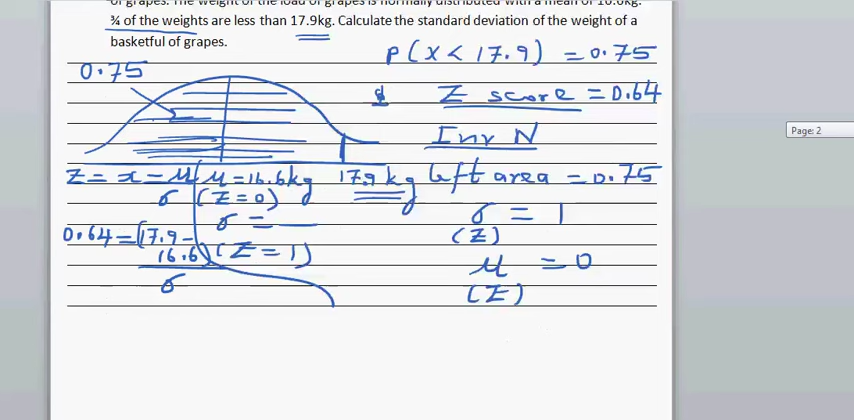 of grapes. The weight of the load of grapes is normally distributed with a mean of 16.6kg.
¾ of the weights are less than 17.9kg. Calculate the standard deviation of the weight of a
basketful of grapes.
P(X < 17.9) = 0.75
0.75
Z score = 0.64
Inv N
Z = x - μ
σ
μ = 16.6kg
(Z=0)
17.9 kg
left area = 0.75
σ =
(Z=1)
0.64 = (17.9 -
16.6)
σ
σ = 1
(Z)
μ = 0
(Z)
Page: 2